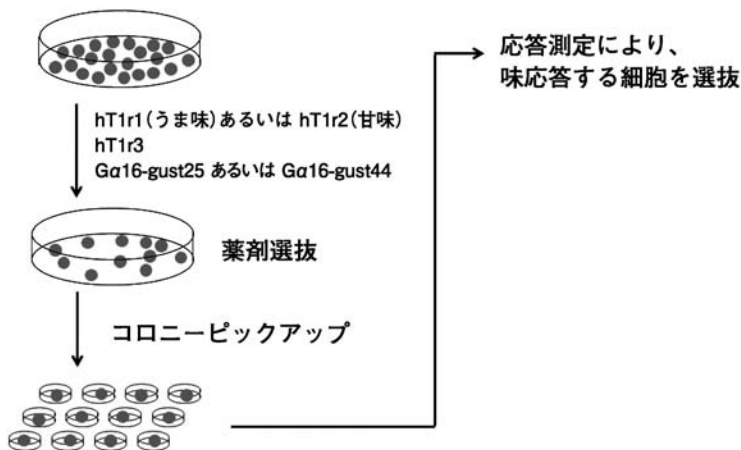 応答測定により、
味応答する細胞を選抜
hT1r1（うま味）あるいは hT1r2（甘味）
hT1r3
Gα16-gust25 あるいは Gα16-gust44
薬剤選抜
コロニーピックアップ